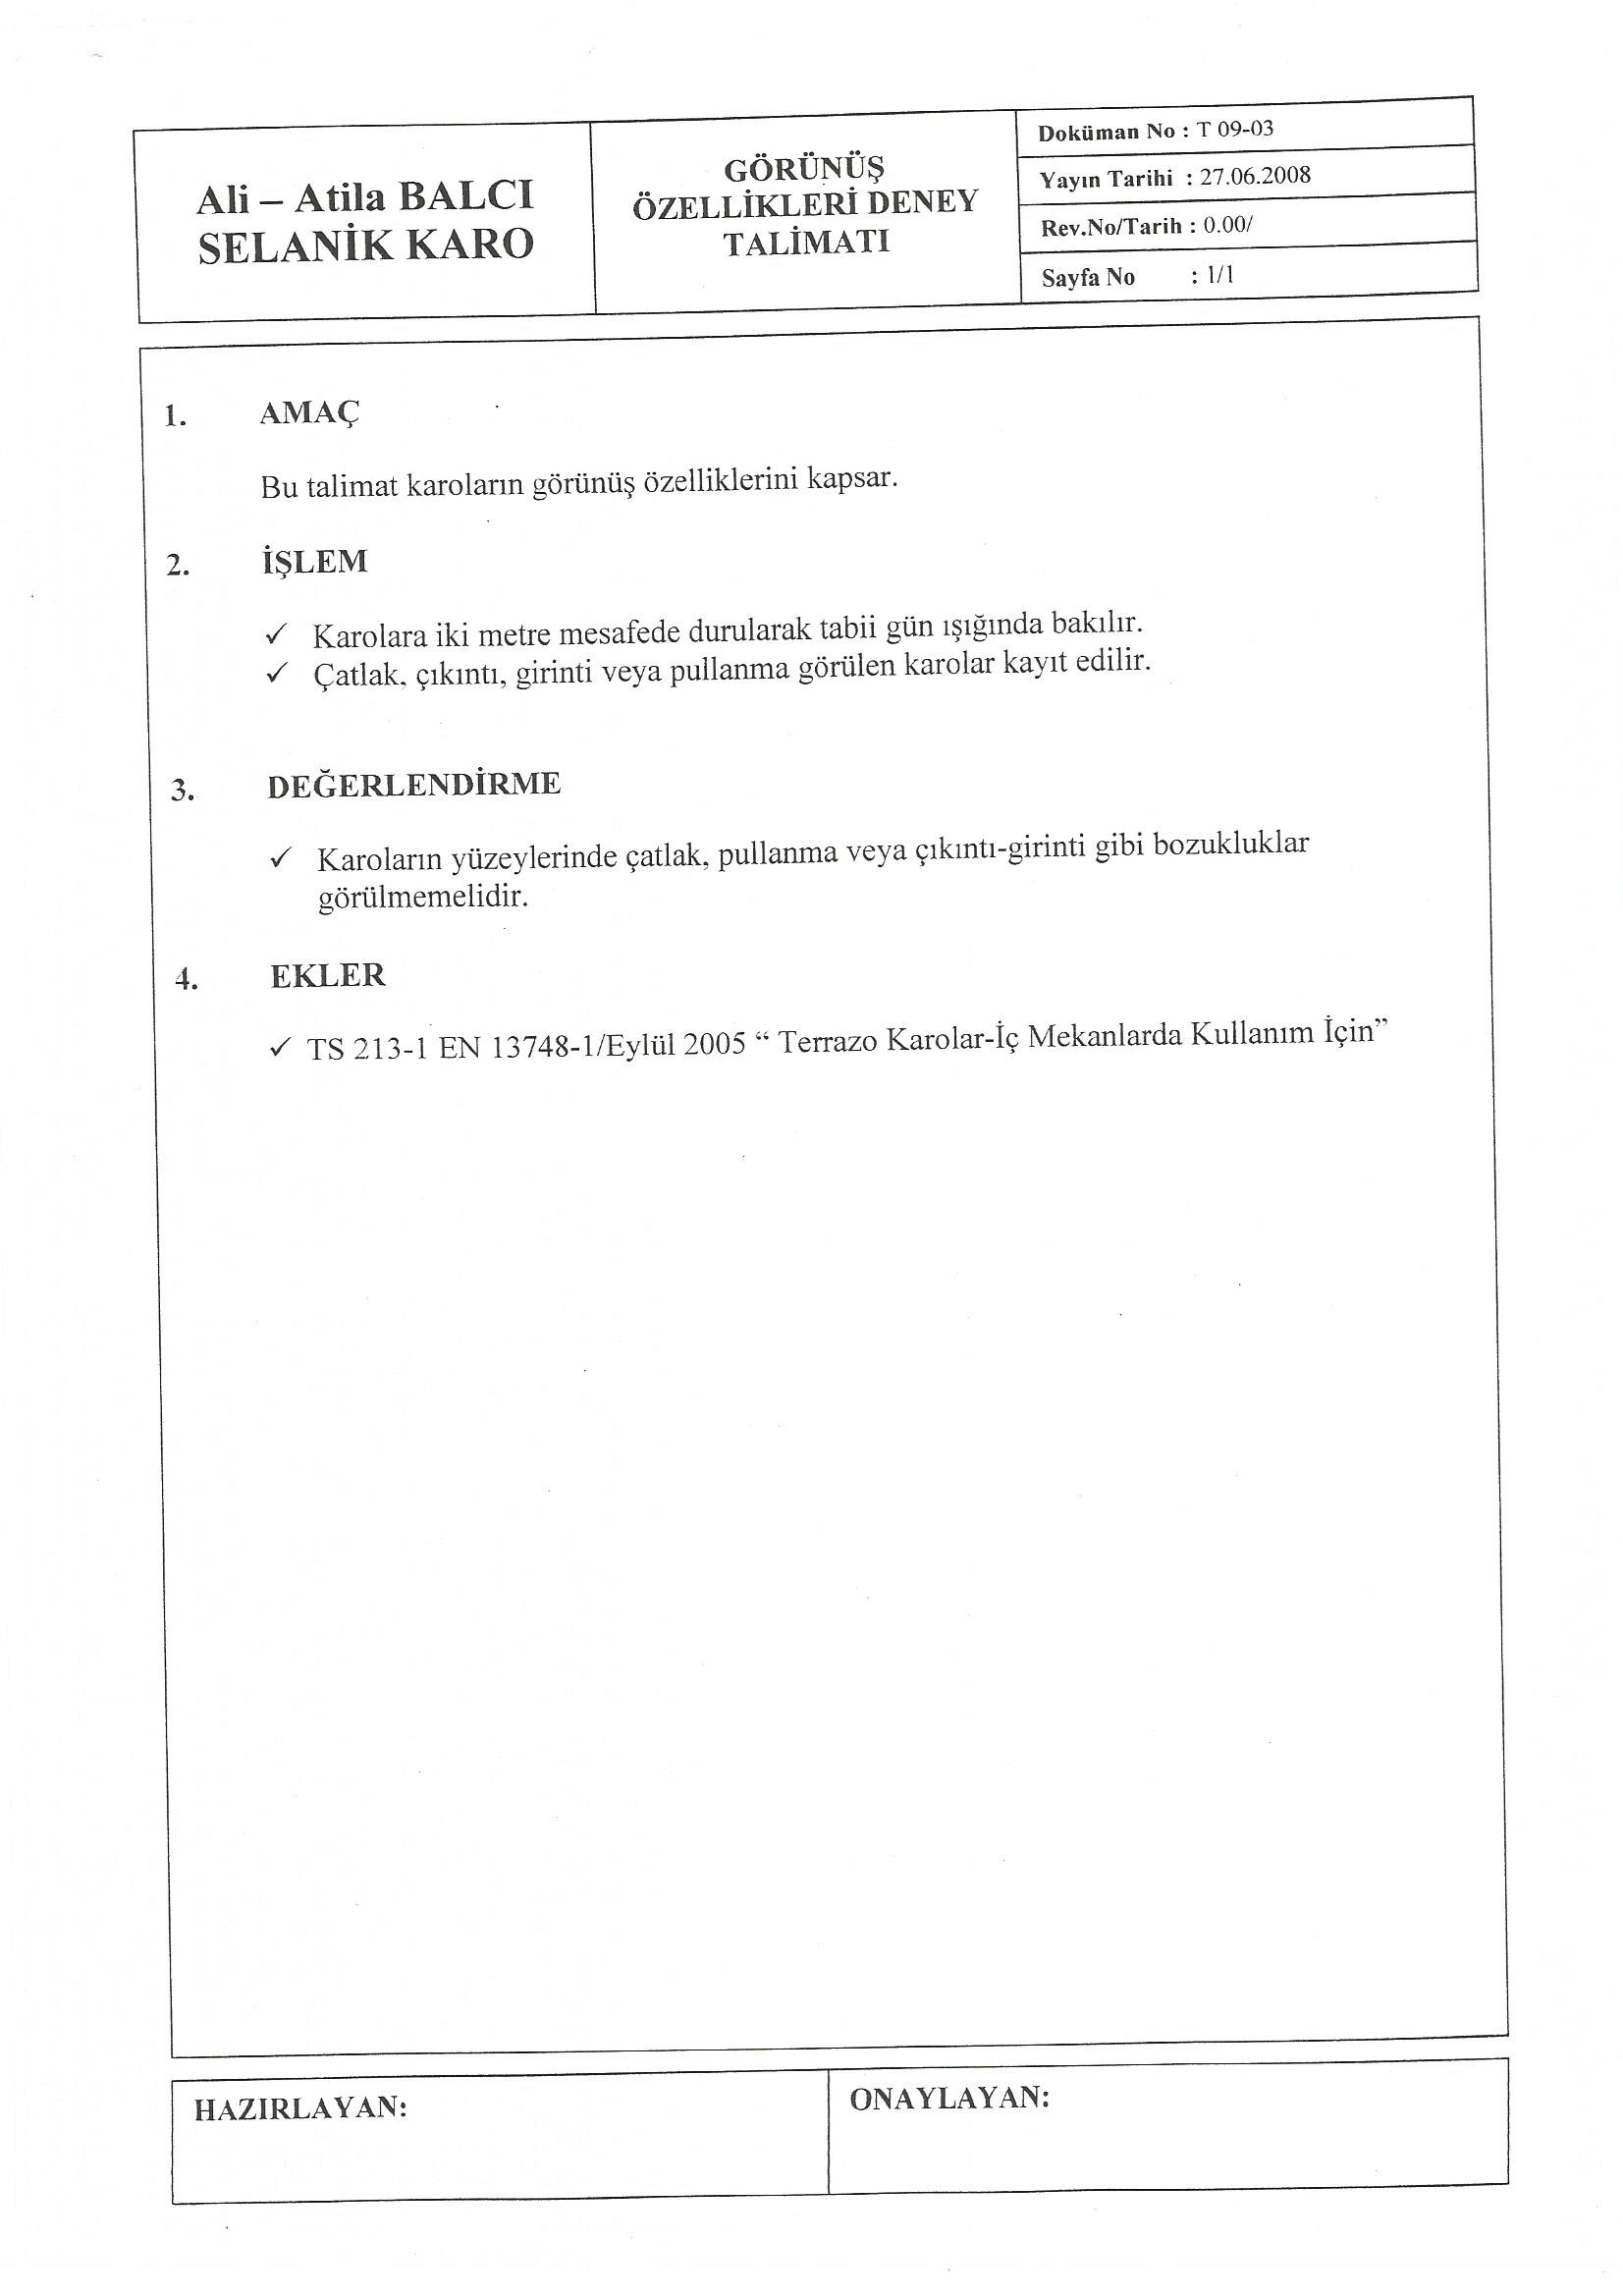 Ali – Atila BALCI
SELANİK KARO
GÖRÜNÜŞ
ÖZELLİKLERİ DENEY
TALİMATI
Doküman No : T 09-03
Yayın Tarihi : 27.06.2008
Rev.No/Tarih : 0.00/
Sayfa No : 1/1
1. AMAÇ
Bu talimat karoların görünüş özelliklerini kapsar.
2. İŞLEM
✓ Karolara iki metre mesafede durularak tabii gün ışığında bakılır.
✓ Çatlak, çıkıntı, girinti veya pullanma görülen karolar kayıt edilir.
3. DEĞERLENDİRME
✓ Karoların yüzeylerinde çatlak, pullanma veya çıkıntı-girinti gibi bozukluklar
görülmemelidir.
4. EKLER
✓ TS 213-1 EN 13748-1/Eylül 2005 “ Terrazo Karolar-İç Mekanlarda Kullanım İçin”
HAZIRLAYAN:
ONAYLAYAN: